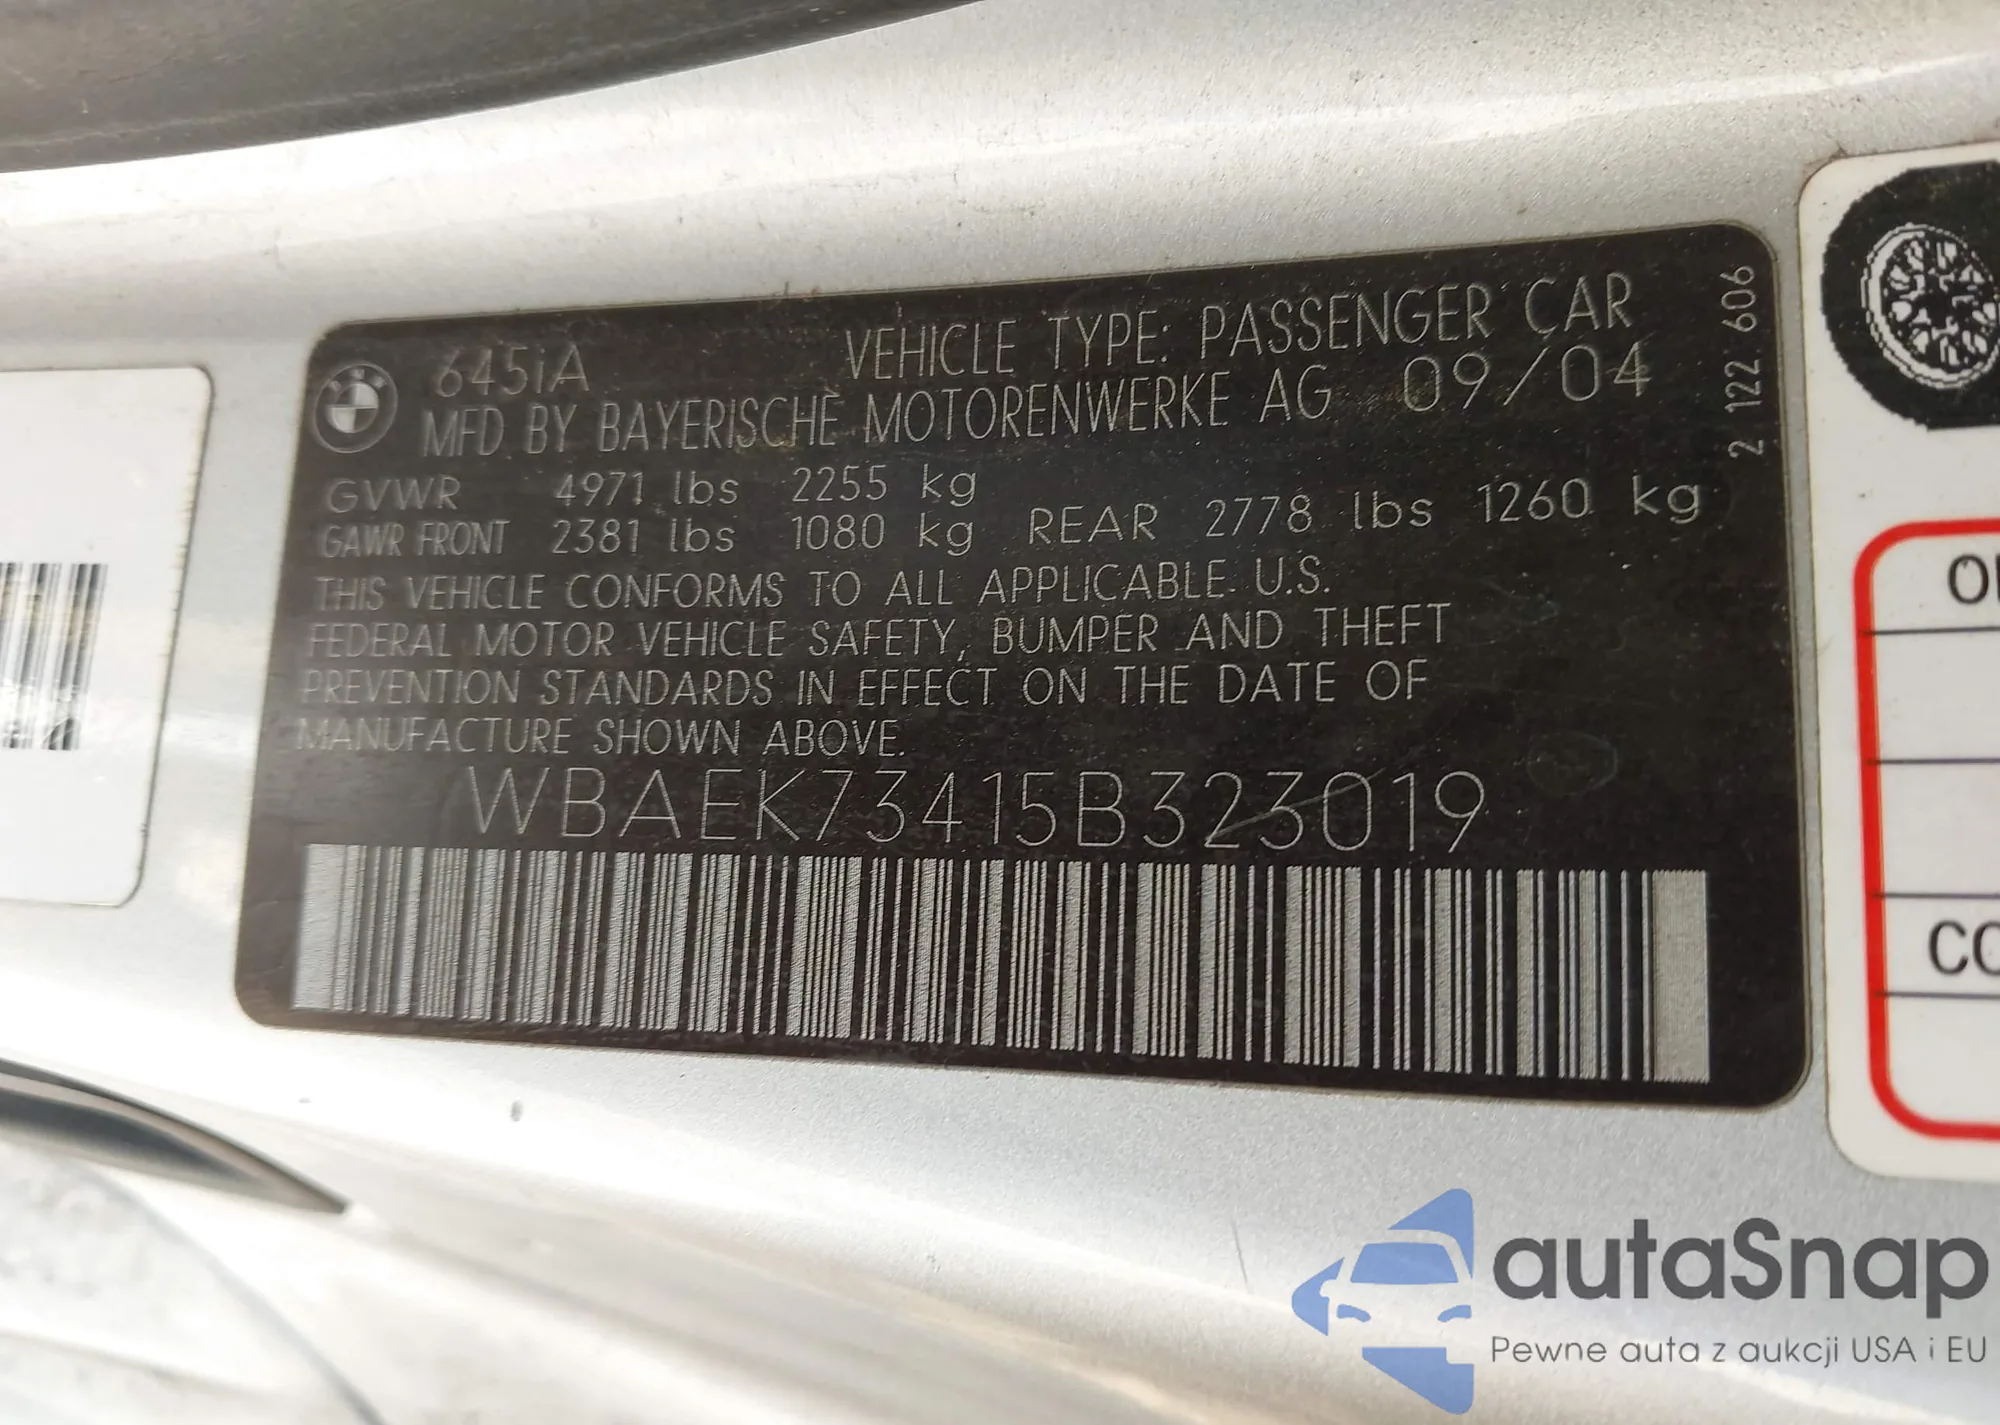 645iA
VEHICLE TYPE: PASSENGER CAR
MFD BY BAYERISCHE MOTORENWERKE AG 09/04
GVWR 4971 lbs 2255 kg
GAWR FRONT 2381 lbs 1080 kg REAR 2778 lbs 1260 kg
THIS VEHICLE CONFORMS TO ALL APPLICABLE U.S.
FEDERAL MOTOR VEHICLE SAFETY, BUMPER AND THEFT
PREVENTION STANDARDS IN EFFECT ON THE DATE OF
MANUFACTURE SHOWN ABOVE.
WBAEK73415B323019
2 122 606
CO
autoSnap
Pewne auta z aukcji USA i EU